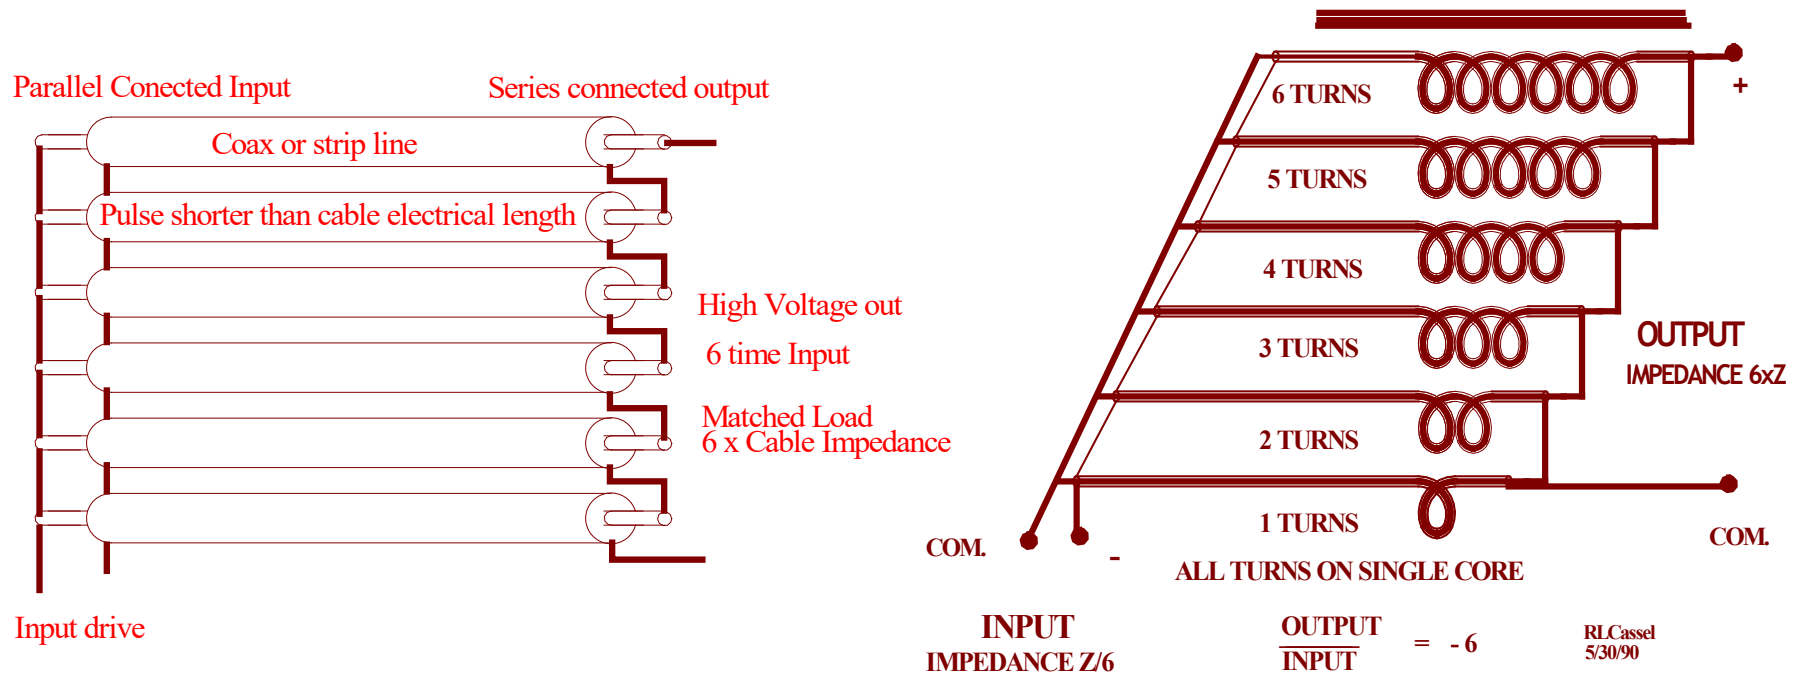 Parallel Conected Input
Series connected output
Coax or strip line
Pulse shorter than cable electrical length
High Voltage out
6 time Input
Matched Load
6 x Cable Impedance
Input drive
+
6 TURNS
5 TURNS
4 TURNS
3 TURNS
2 TURNS
1 TURNS
OUTPUT
IMPEDANCE 6xZ
COM.
-
COM.
ALL TURNS ON SINGLE CORE
INPUT
IMPEDANCE Z/6
OUTPUT
INPUT
= - 6
RLCassel
5/30/90